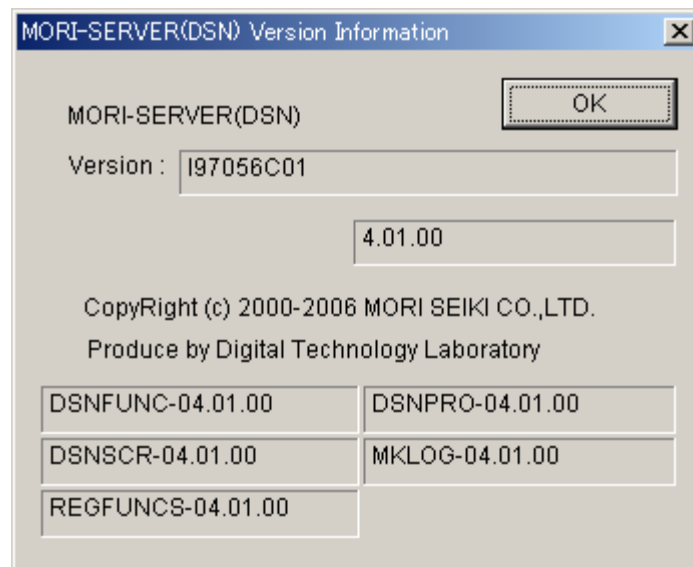 MORI-SERVER(DSN) Version Information
OK
MORI-SERVER(DSN)
Version : I97056C01
4.01.00
CopyRight (c) 2000-2006 MORI SEIKI CO.,LTD.
Produce by Digital Technology Laboratory
DSNFUNC-04.01.00 DSNPRO-04.01.00
DSNSCR-04.01.00 MKLOG-04.01.00
REGFUNCS-04.01.00